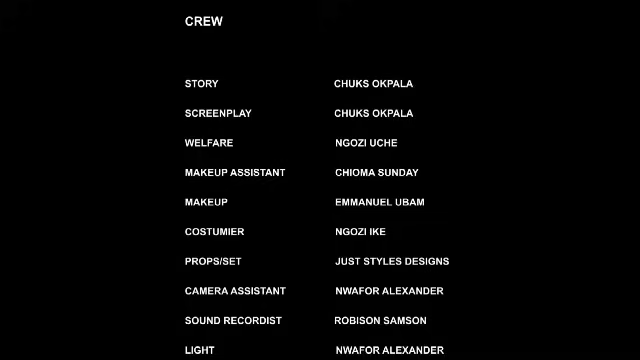 CREW
STORY CHUKS OKPALA
SCREENPLAY CHUKS OKPALA
WELFARE NGOZI UCHE
MAKEUP ASSISTANT CHIOMA SUNDAY
MAKEUP EMMANUEL UBAM
COSTUMIER NGOZI IKE
PROPS/SET JUST STYLES DESIGNS
CAMERA ASSISTANT NWAFOR ALEXANDER
SOUND RECORDIST ROBISON SAMSON
LIGHT NWAFOR ALEXANDER